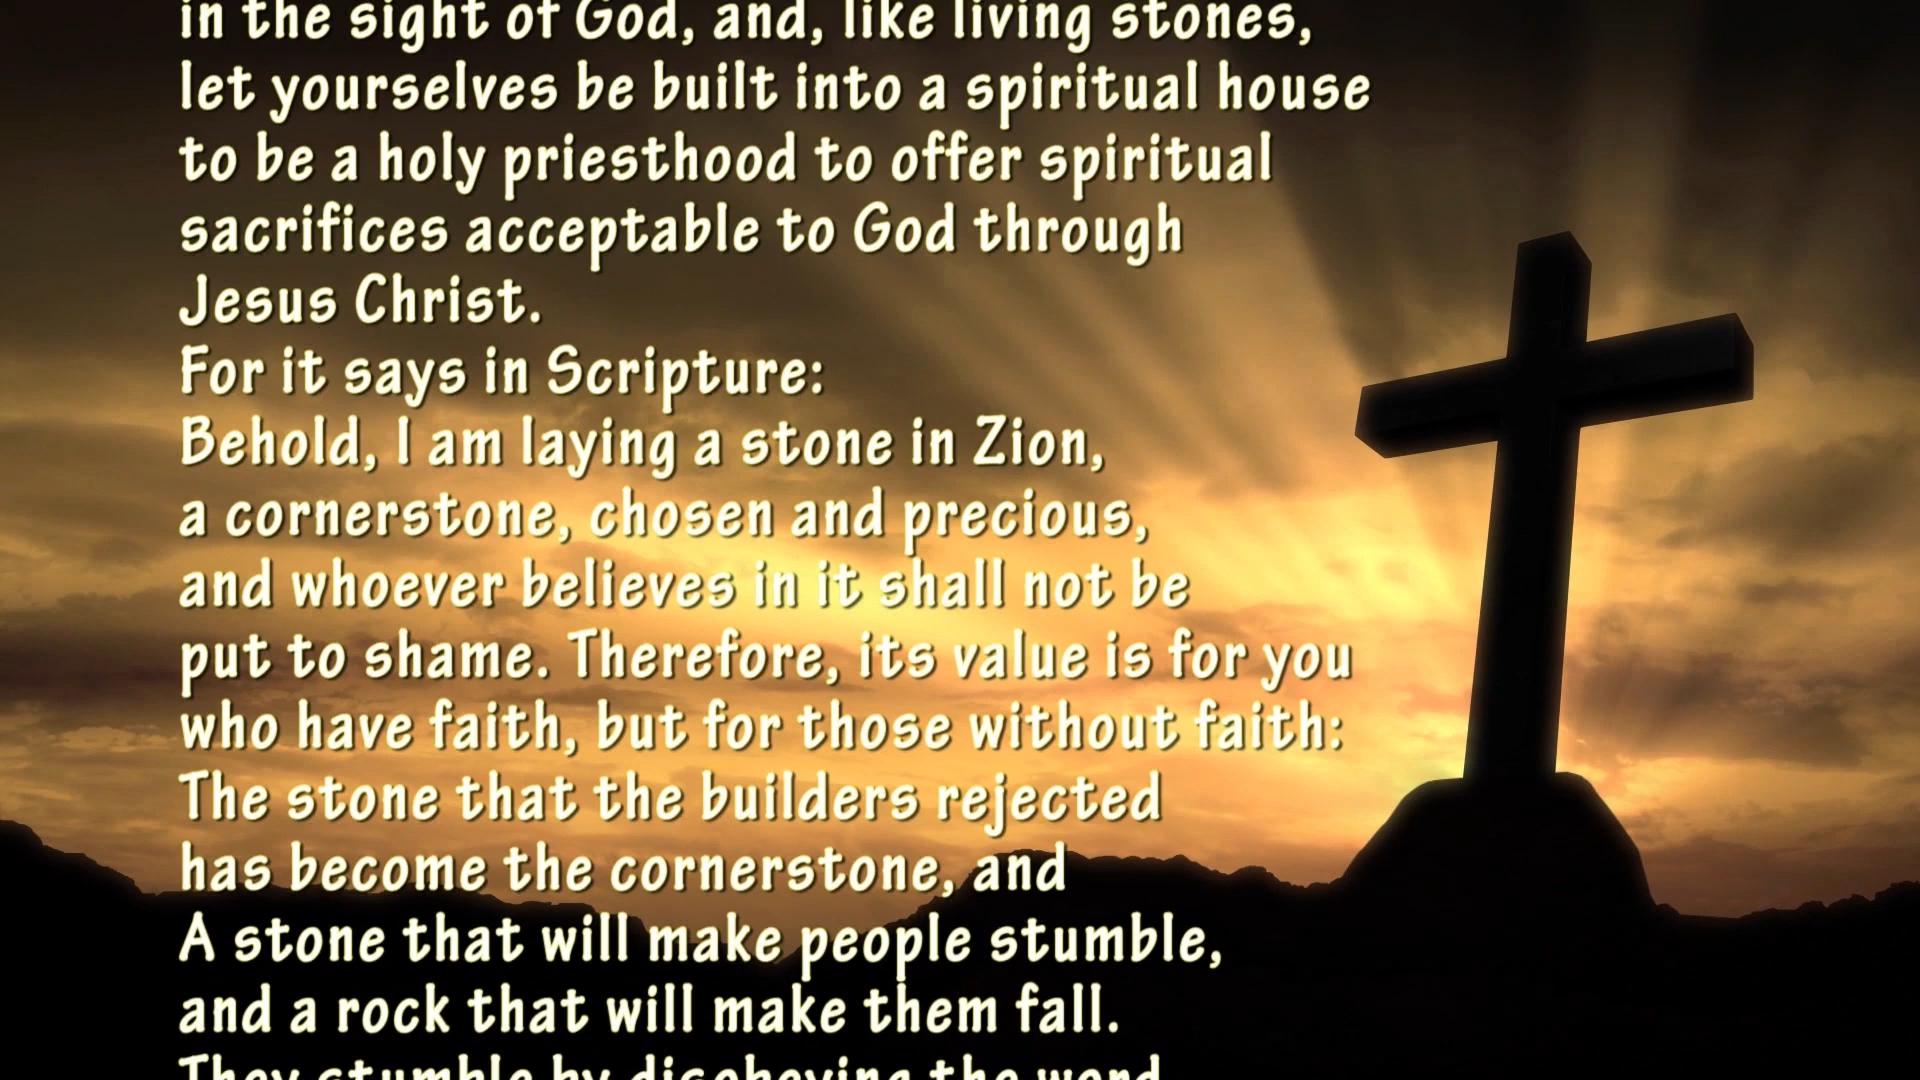 in the sight of God, and, like living stones,
let yourselves be built into a spiritual house
to be a holy priesthood to offer spiritual
sacrifices acceptable to God through
Jesus Christ.
For it says in Scripture:
Behold, I am laying a stone in Zion,
a cornerstone, chosen and precious,
and whoever believes in it shall not be
put to shame. Therefore, its value is for you
who have faith, but for those without faith:
The stone that the builders rejected
has become the cornerstone, and
A stone that will make people stumble,
and a rock that will make them fall.
They stumble by disobeying the word